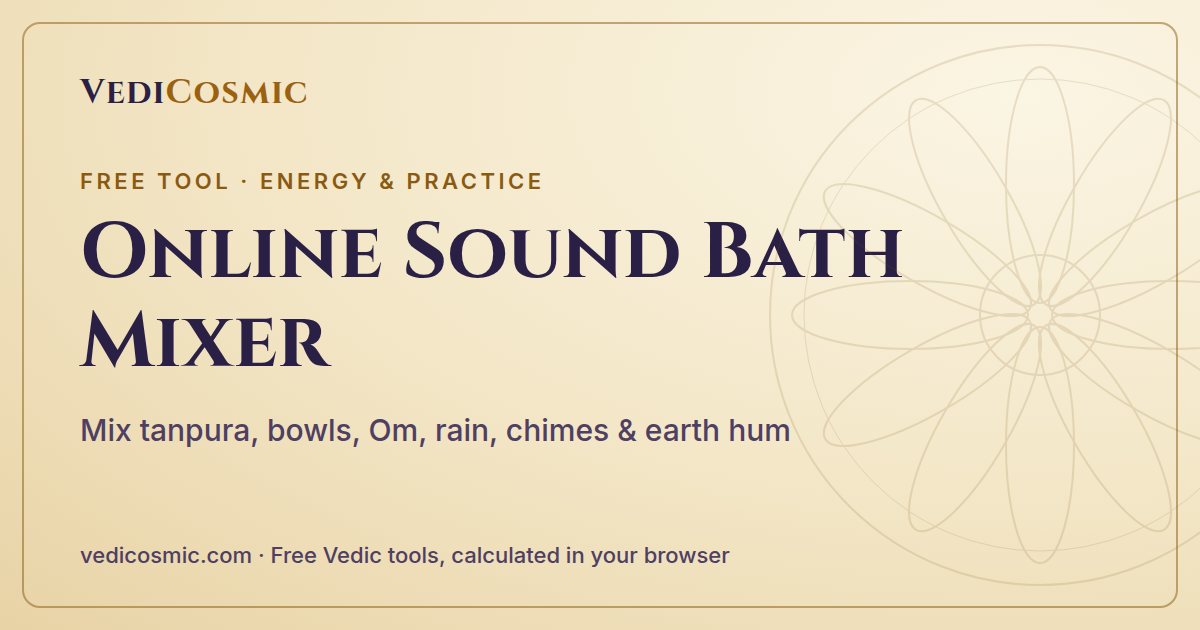 VEDICOSMIC
FREE TOOL · ENERGY & PRACTICE
ONLINE SOUND BATH
MIXER
Mix tanpura, bowls, Om, rain, chimes & earth hum
vedicosmic.com · Free Vedic tools, calculated in your browser